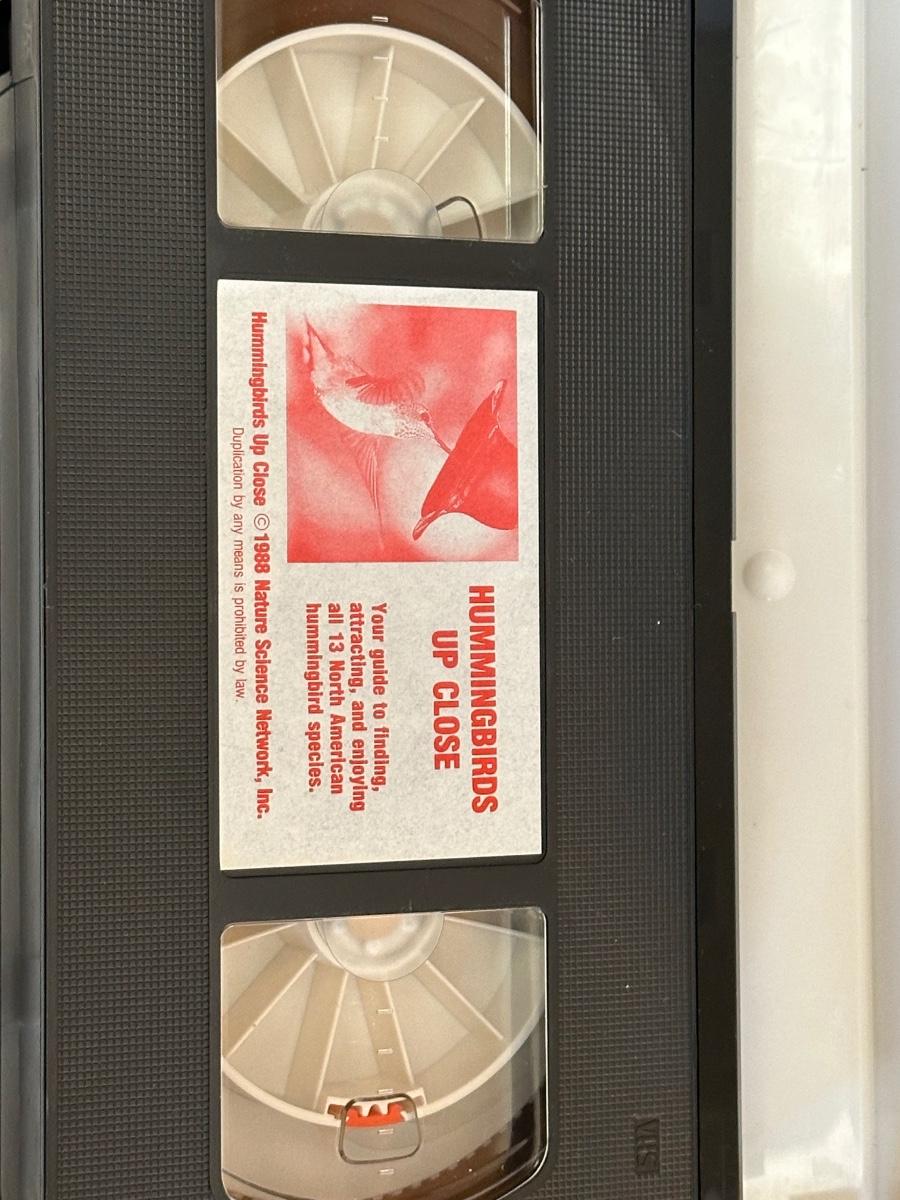 HUMMINGBIRDS
UP CLOSE
Your guide to finding,
attracting, and enjoying
all 13 North American
hummingbird species.
Hummingbirds Up Close © 1988 Nature Science Network, Inc.
Duplication by any means is prohibited by law.
VHS